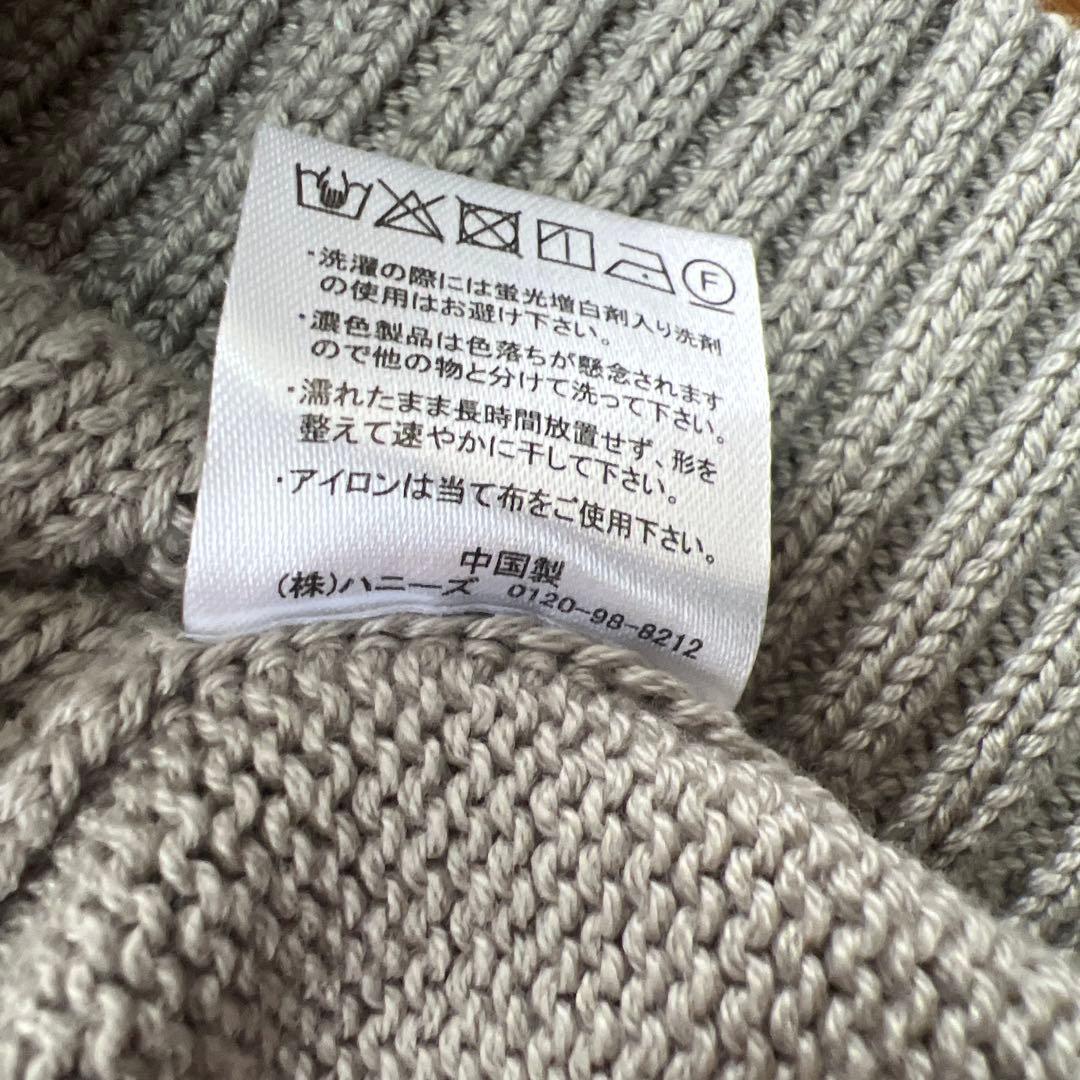 F
・洗濯の際には蛍光増白剤入り洗剤
の使用はお避け下さい。
・濃色製品は色落ちが懸念されます
ので他の物と分けて洗って下さい。
・濡れたまま長時間放置せず、形を
整えて速やかに干して下さい。
・アイロンは当て布をご使用下さい。
中国製
(株)ハニーズ 0120-98-8212